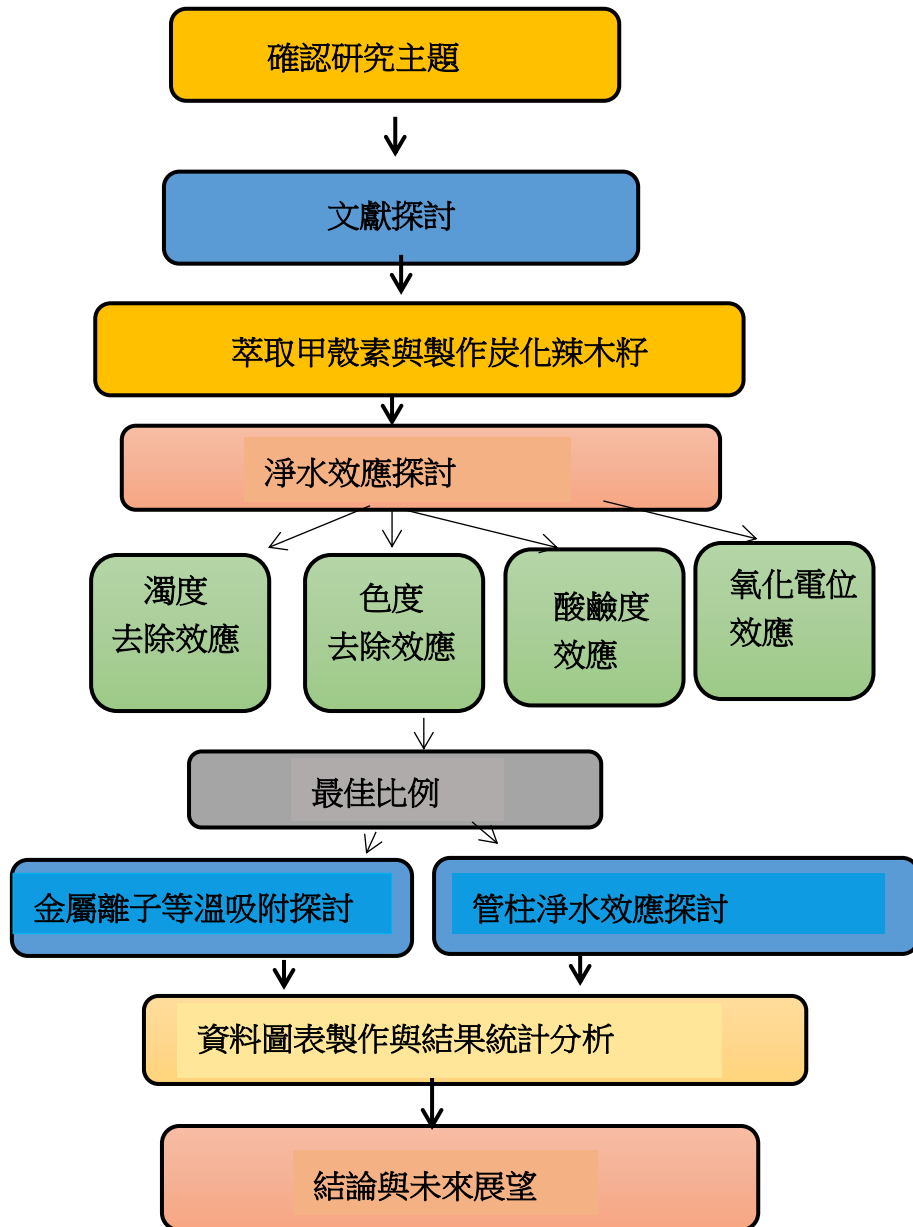 確認研究主題
文獻探討
萃取甲殼素與製作炭化辣木籽
淨水效應探討
濁度
去除效應
色度
去除效應
酸鹼度
效應
氧化電位
效應
最佳比例
金屬離子等溫吸附探討
管柱淨水效應探討
資料圖表製作與結果統計分析
結論與未來展望